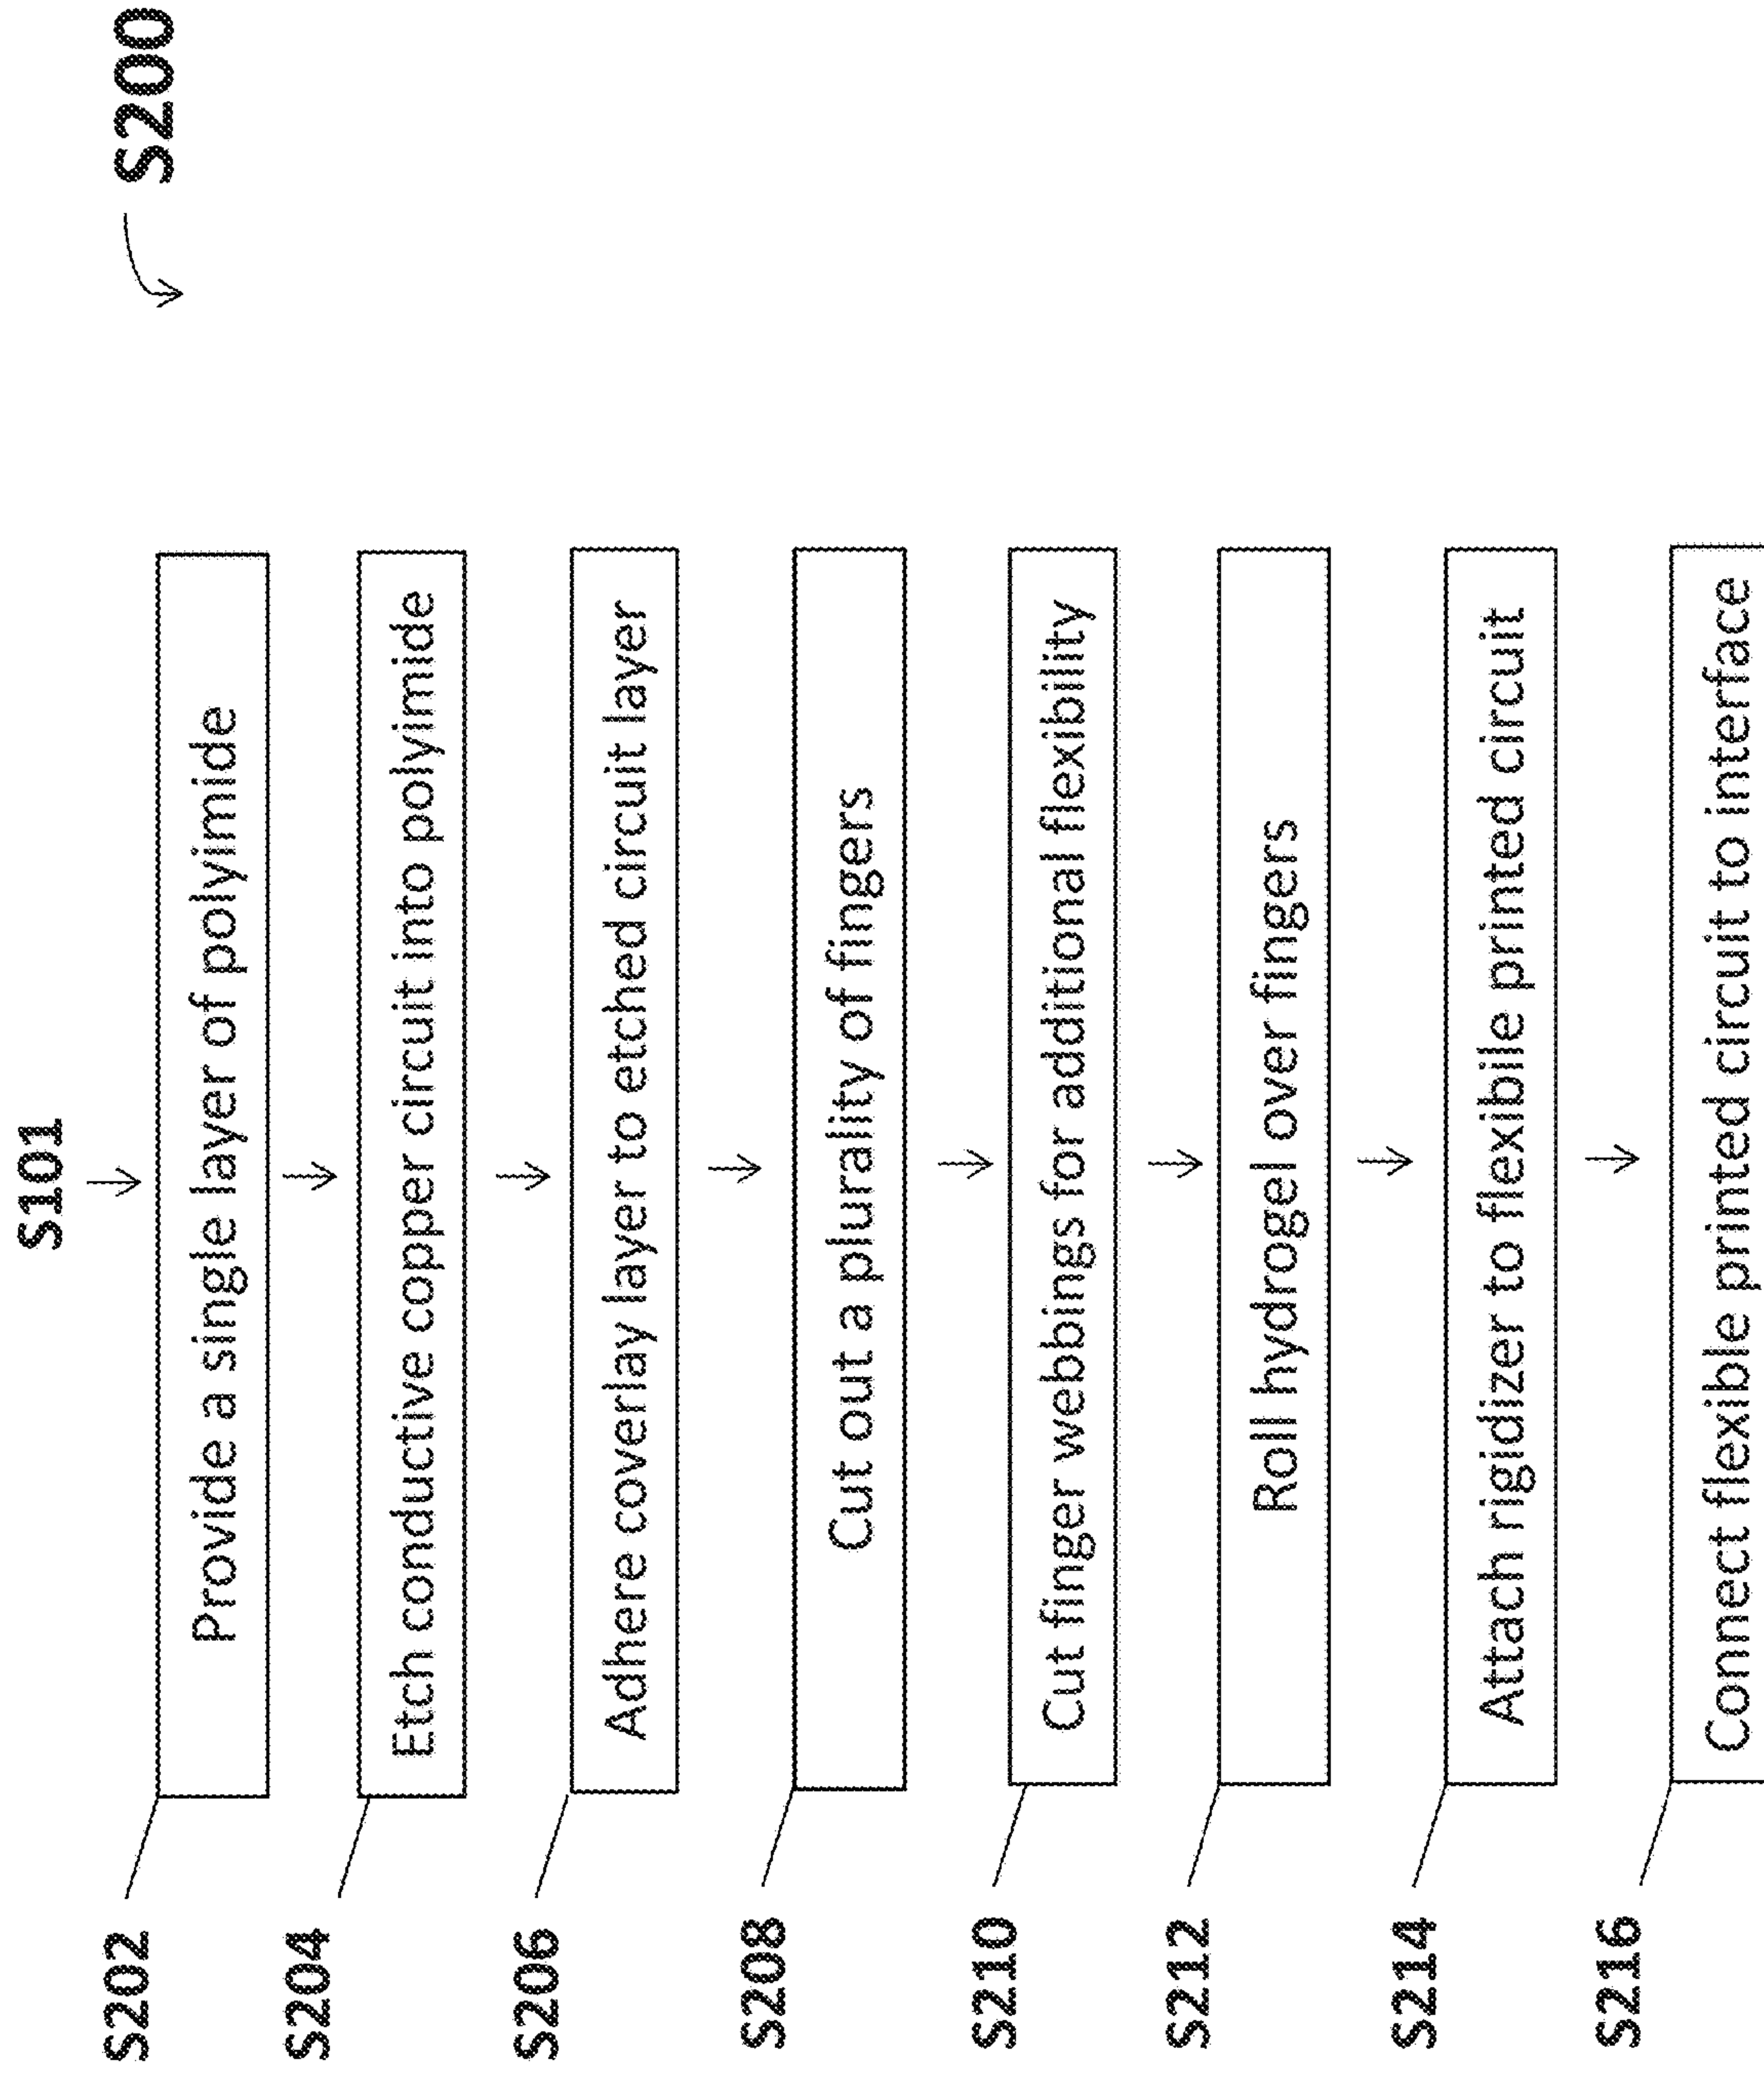 S200
S101
S202
Provide a single layer of polyimide
S204
Etch conductive copper circuit into polyimide
S206
Adhere coverlay layer to etched circuit layer
S208
Cut out a plurality of fingers
S210
Cut finger webbings for additional flexibility
S212
Roll hydrogel over fingers
S214
Attach rigidizer to flexibile printed circuit
S216
Connect flexible printed circuit to interface